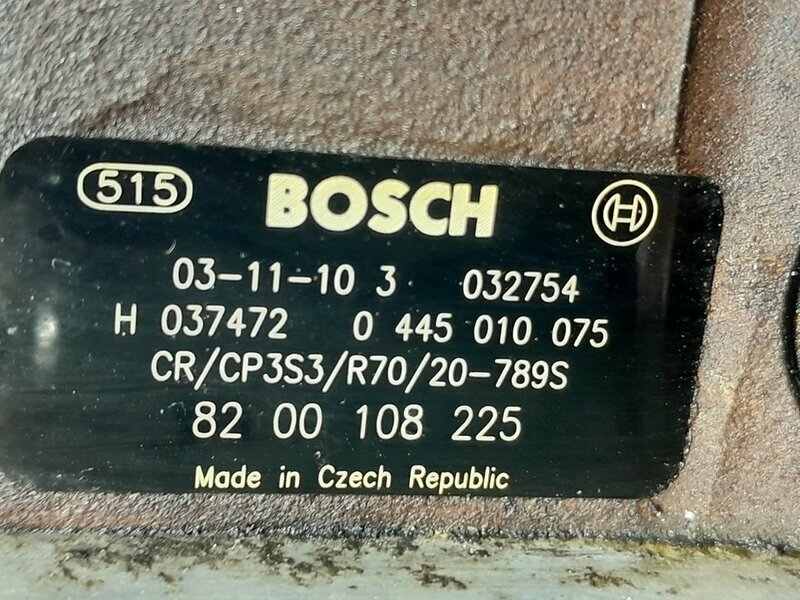 515 BOSCH
03-11-10 3 032754
H 037472 0 445 010 075
CR/CP3S3/R70/20-789S
82 00 108 225
Made in Czech Republic